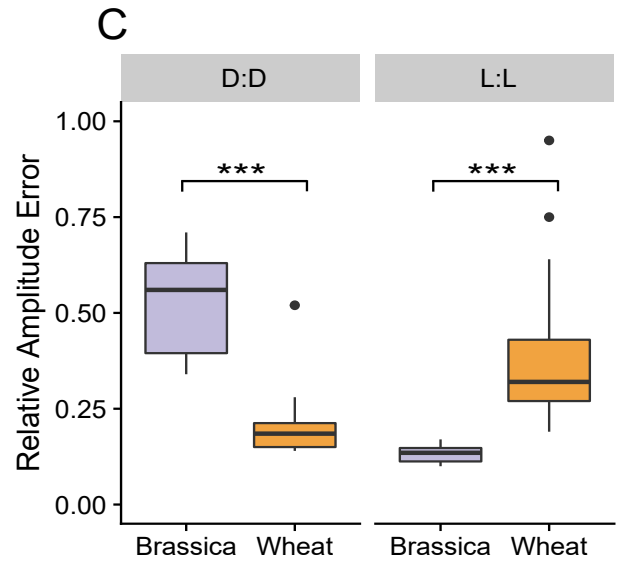 C
D:D L:L
Relative Amplitude Error
1.00
0.75
0.50
0.25
0.00
*** ***
Brassica Wheat Brassica Wheat